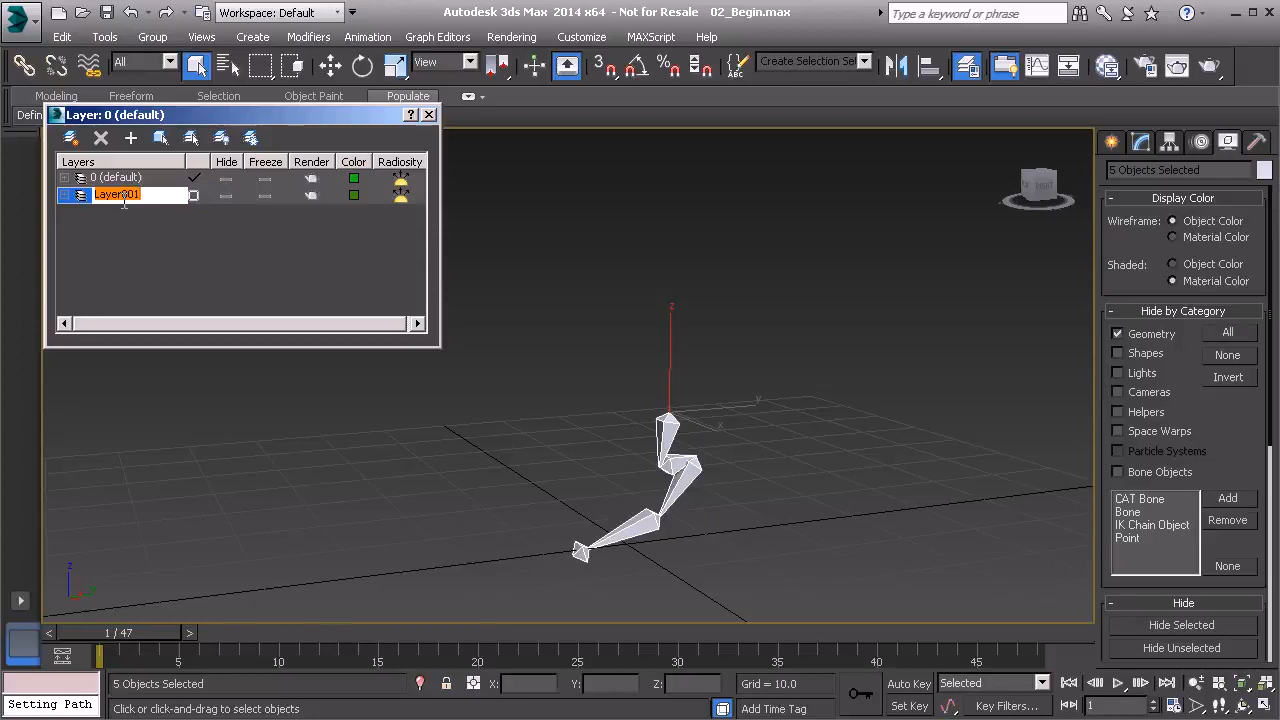 Autodesk 3ds Max 2014 x64 - Not for Resale 02_Begin.max
Workspace: Default
Type a keyword or phrase
Edit Tools Group Views Create Modifiers Animation Graph Editors Rendering Customize MAXScript Help
All View 3 Create Selection Se
Modeling Freeform Selection Object Paint Populate
Defin
Layer: 0 (default)
Layers Hide Freeze Render Color Radiosity
0 (default)
Layer001
RIGHT
z
y
x
z
5 Objects Selected
Display Color
Wireframe: Object Color
Material Color
Shaded: Object Color
Material Color
Hide by Category
Geometry All
Shapes None
Lights Invert
Cameras
Helpers
Space Warps
Particle Systems
Bone Objects
CAT Bone Add
Bone
IK Chain Object Remove
Point
None
Hide
Hide Selected
Hide Unselected
< 1 / 47 >
5 10 15 20 25 30 35 40 45
5 Objects Selected X: Y: Z: Grid = 10.0 Auto Key Selected
Setting Path Click or click-and-drag to select objects Add Time Tag Set Key Key Filters... 1